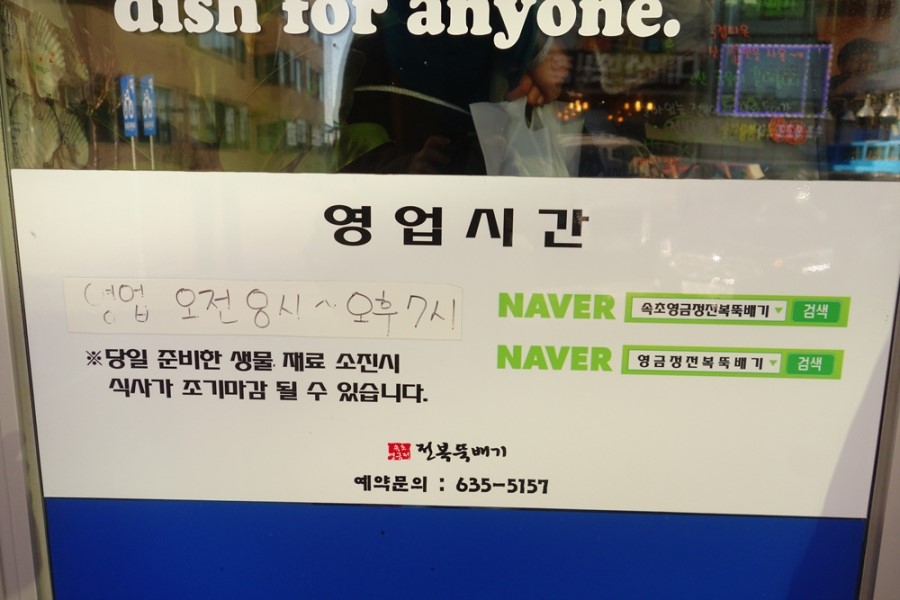 dish for anyone.
영업시간
영업 오전 8시 ~ 오후 7시
NAVER 속초영금정전복뚝배기 검색
NAVER 영금정전복뚝배기 검색
※당일 준비한 생물 재료 소진시
식사가 조기마감 될 수 있습니다.
전복뚝배기
예약문의 : 635-5157